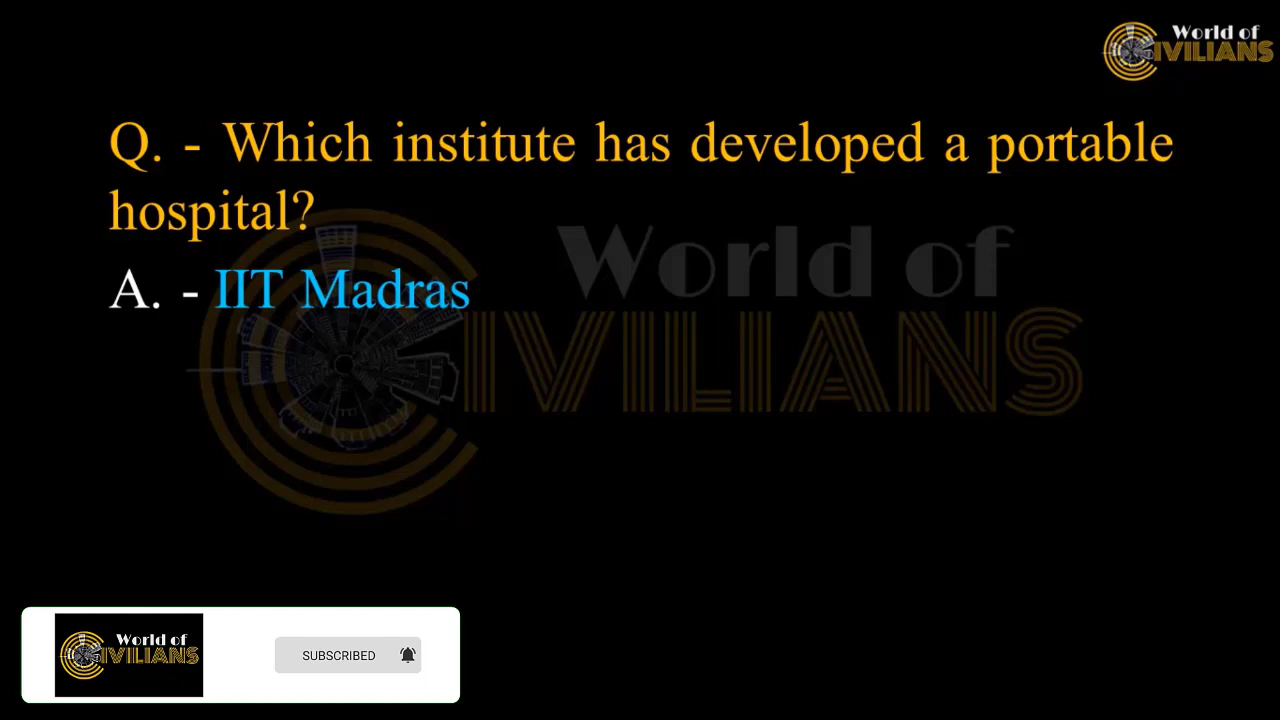 World of
CIVILIANS
Q. - Which institute has developed a portable
hospital?
A. - IIT Madras
World of
CIVILIANS
World of
CIVILIANS
SUBSCRIBED